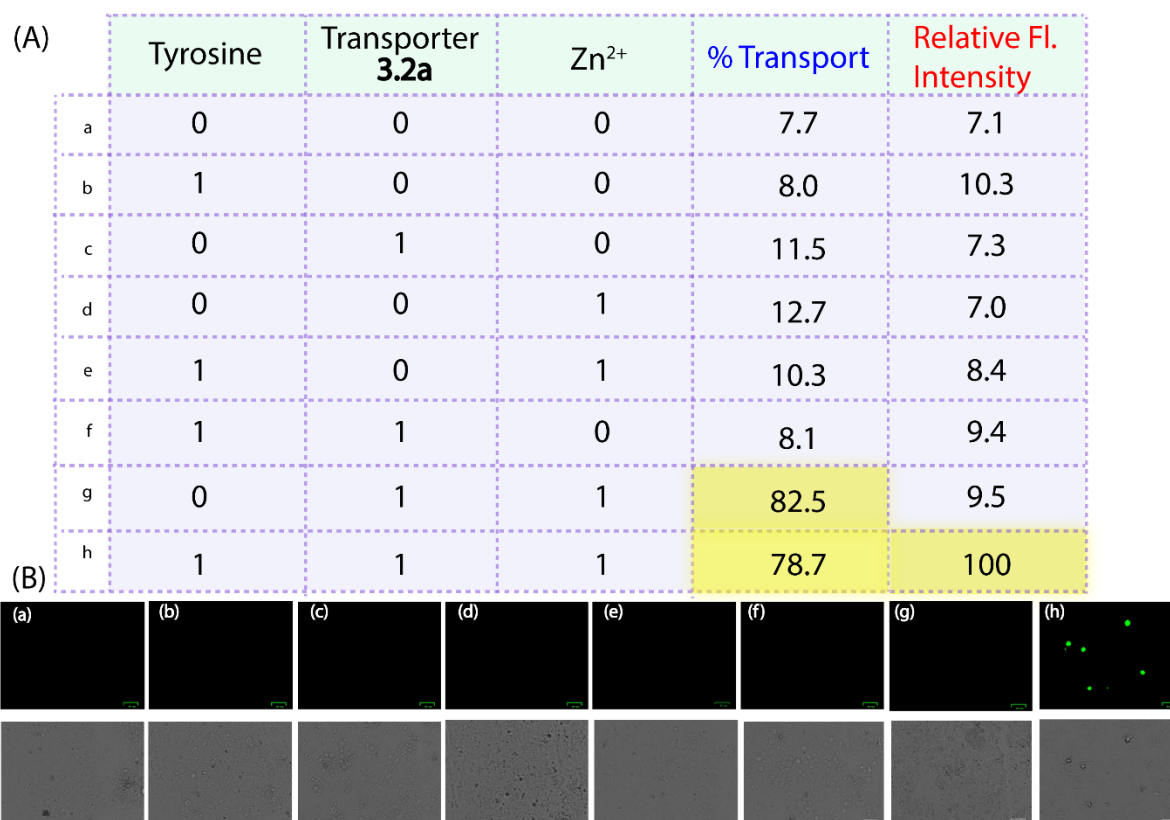 (A)
Tyrosine Transporter 3.2a Zn²⁺ % Transport Relative Fl. Intensity
a 0 0 0 7.7 7.1
b 1 0 0 8.0 10.3
c 0 1 0 11.5 7.3
d 0 0 1 12.7 7.0
e 1 0 1 10.3 8.4
f 1 1 0 8.1 9.4
g 0 1 1 82.5 9.5
h 1 1 1 78.7 100
(B)
(a) (b) (c) (d) (e) (f) (g) (h)